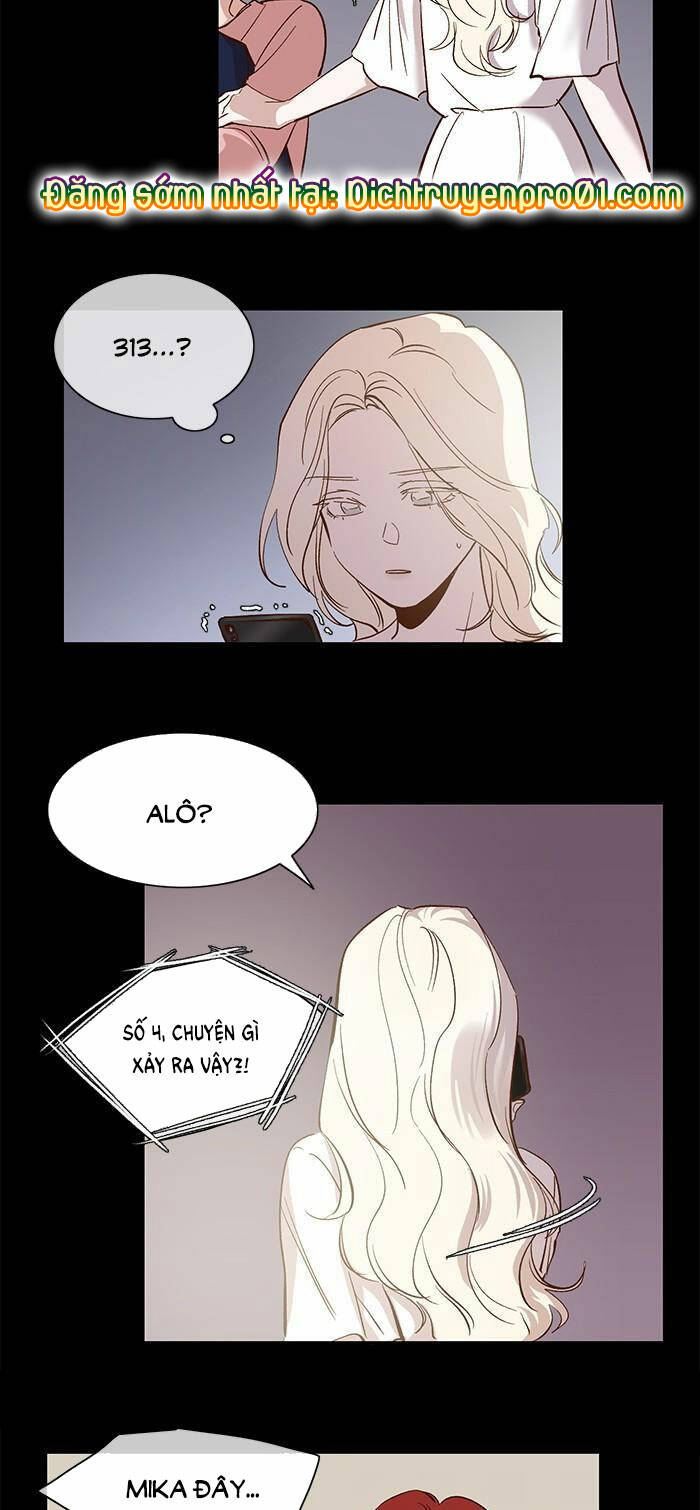 Đăng sớm nhất tại: Dichtruyenpro01.com
313...?
ALÔ?
SỐ 4, CHUYỆN GÌ
XẢY RA VẬY?!
MIKA ĐÂY...